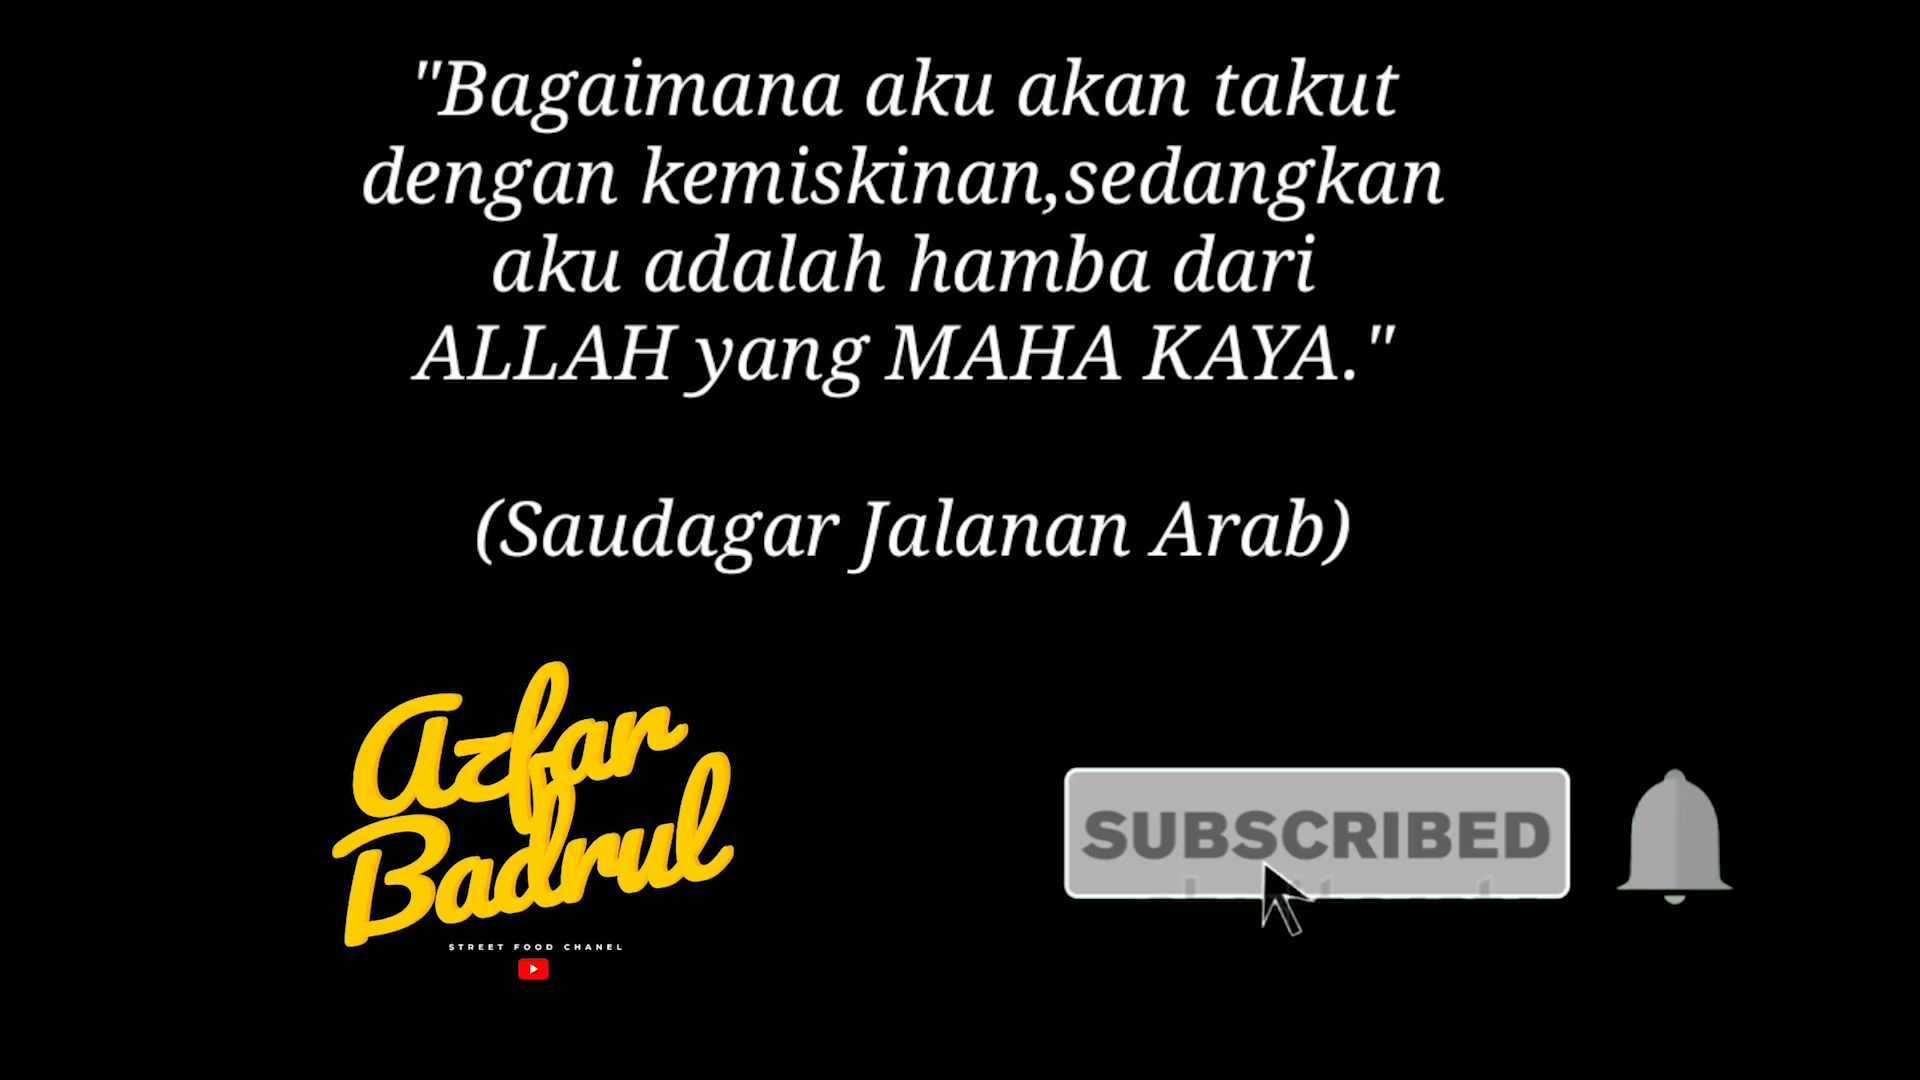 "Bagaimana aku akan takut
dengan kemiskinan,sedangkan
aku adalah hamba dari
ALLAH yang MAHA KAYA."
(Saudagar Jalanan Arab)
Azfar
Badrul
STREET FOOD CHANEL
SUBSCRIBED